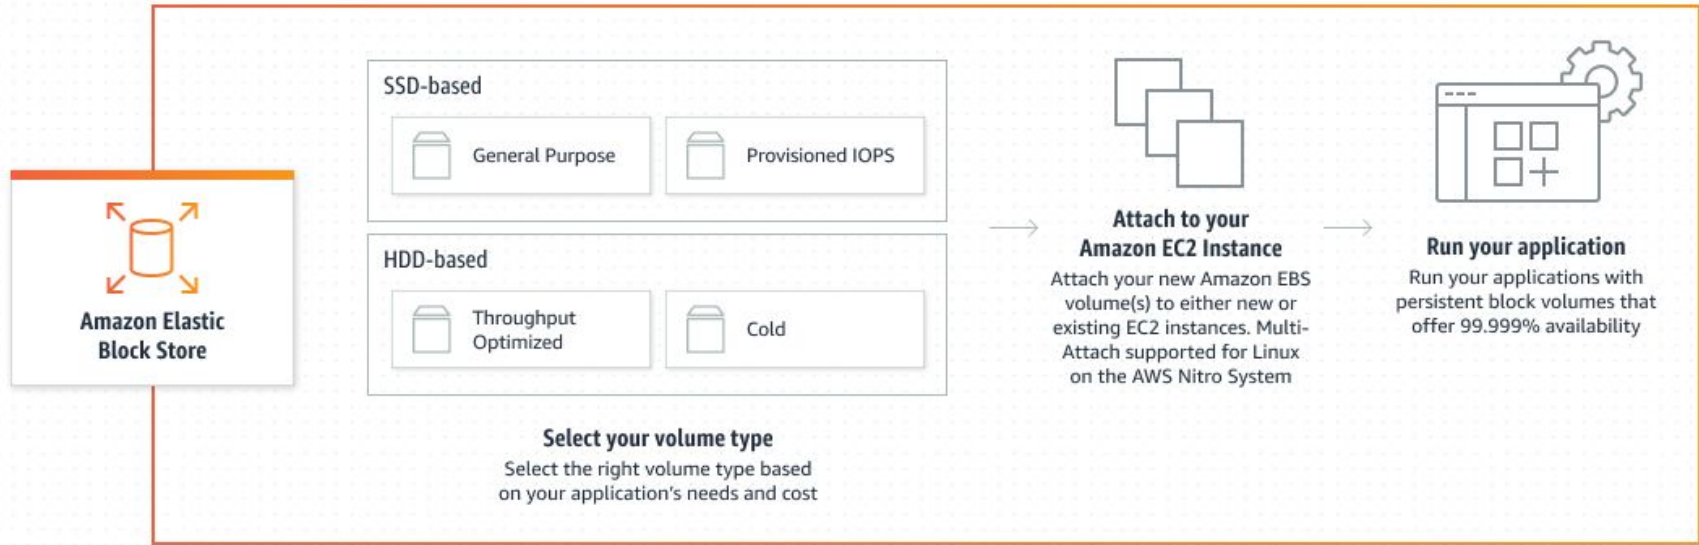 Amazon Elastic
Block Store
SSD-based
General Purpose
Provisioned IOPS
HDD-based
Throughput
Optimized
Cold
Select your volume type
Select the right volume type based
on your application's needs and cost
Attach to your
Amazon EC2 Instance
Attach your new Amazon EBS
volume(s) to either new or
existing EC2 instances. Multi-
Attach supported for Linux
on the AWS Nitro System
Run your application
Run your applications with
persistent block volumes that
offer 99.999% availability